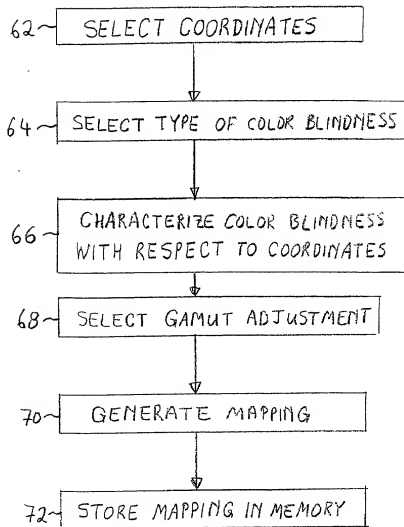 62 SELECT COORDINATES
64 SELECT TYPE OF COLOR BLINDNESS
66 CHARACTERIZE COLOR BLINDNESS
WITH RESPECT TO COORDINATES
68 SELECT GAMUT ADJUSTMENT
70 GENERATE MAPPING
72 STORE MAPPING IN MEMORY